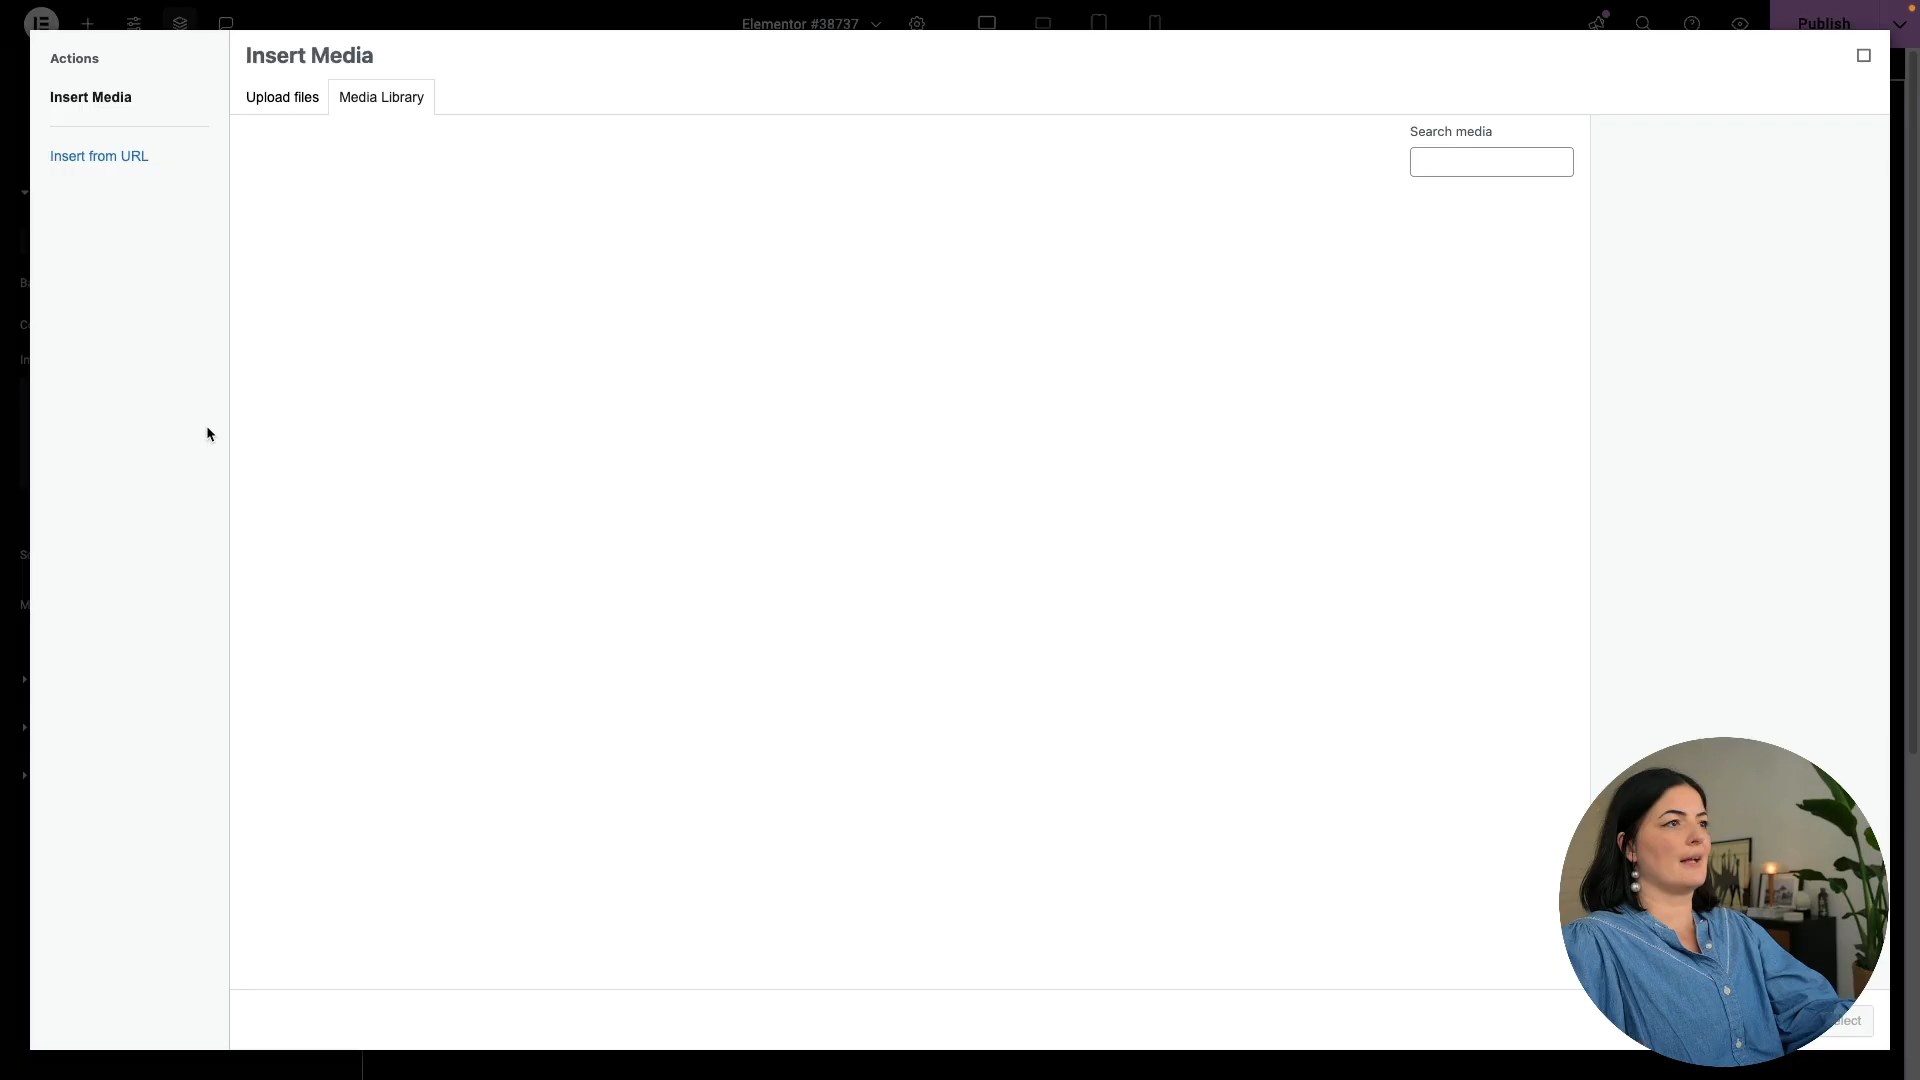 Elementor #38737
Publish
Actions
Insert Media
Insert Media
Upload files
Media Library
Insert from URL
Search media